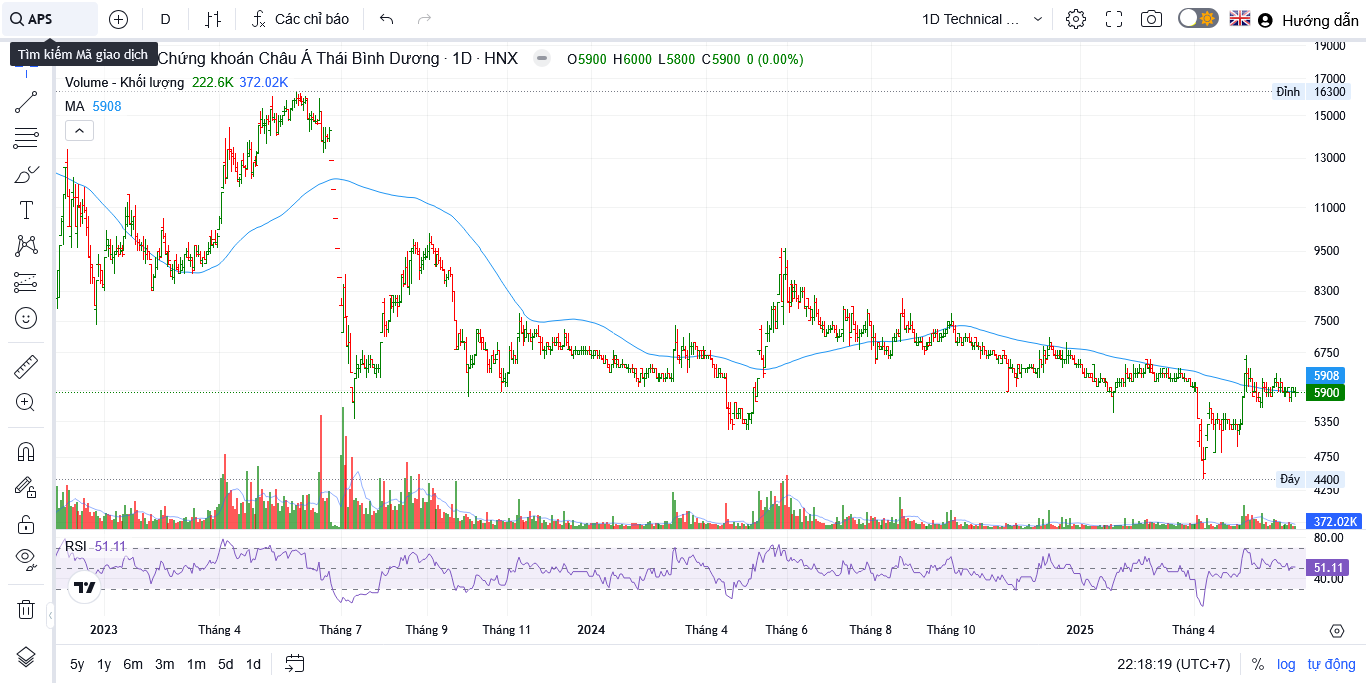 APS
D
Các chỉ báo
1D Technical ...
Hướng dẫn
Tìm kiếm Mã giao dịch
Chứng khoán Châu Á Thái Bình Dương · 1D · HNX
O5900 H6000 L5800 C5900 0 (0.00%)
Volume - Khối lượng 222.6K 372.02K
MA 5908
19000
17000
Đỉnh 16300
15000
13000
11000
9500
8300
7500
6750
5908
5900
5350
4750
Đáy 4400
4250
372.02K
80.00
RSI 51.11
51.11
40.00
2023 Tháng 4 Tháng 7 Tháng 9 Tháng 11 2024 Tháng 4 Tháng 6 Tháng 8 Tháng 10 2025 Tháng 4
5y 1y 6m 3m 1m 5d 1d
22:18:19 (UTC+7) % log tự động